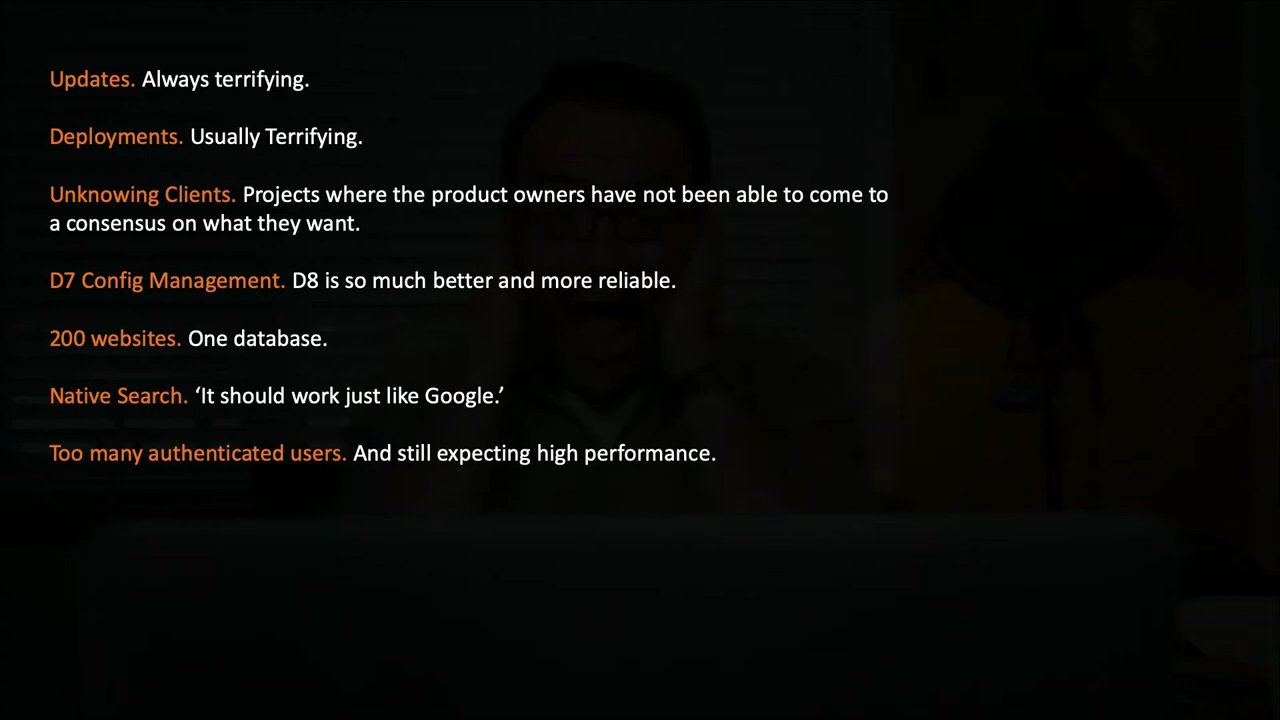 Updates. Always terrifying.
Deployments. Usually Terrifying.
Unknowing Clients. Projects where the product owners have not been able to come to
a consensus on what they want.
D7 Config Management. D8 is so much better and more reliable.
200 websites. One database.
Native Search. ‘It should work just like Google.’
Too many authenticated users. And still expecting high performance.